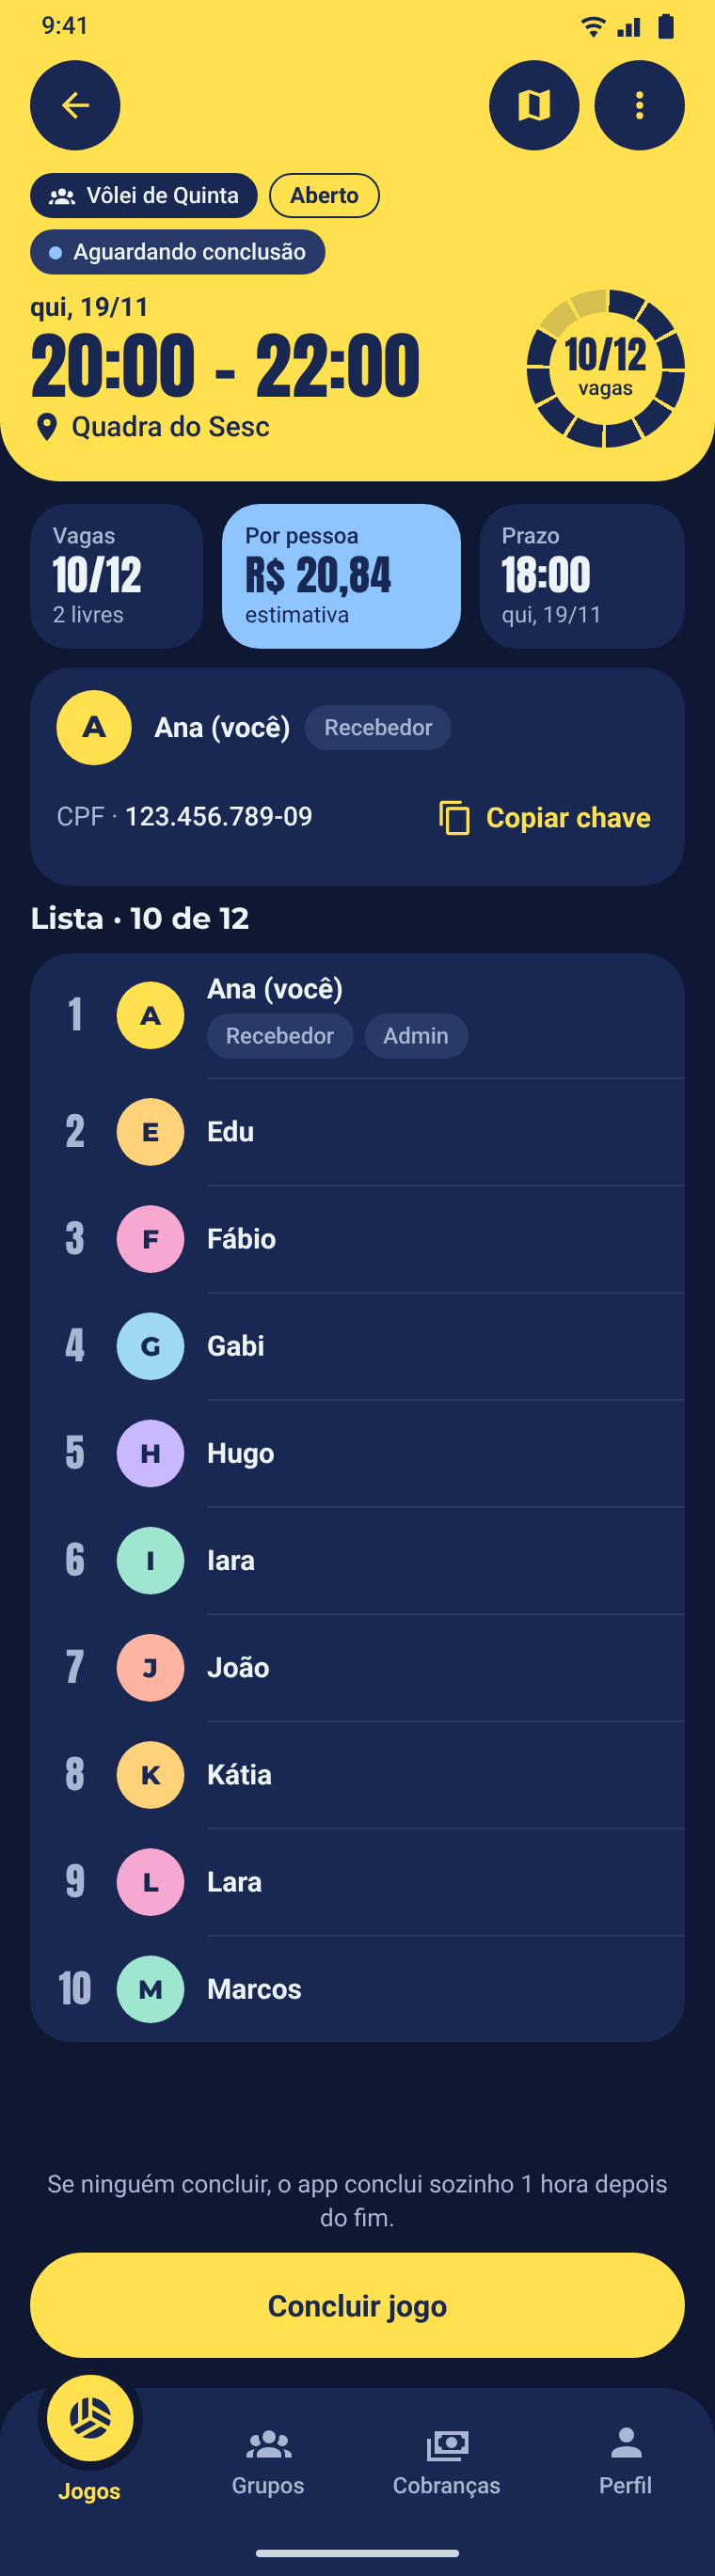 9:41
Vôlei de Quinta
Aberto
Aguardando conclusão
qui, 19/11
20:00 - 22:00
Quadra do Sesc
10/12
vagas
Vagas
10/12
2 livres
Por pessoa
R$ 20,84
estimativa
Prazo
18:00
qui, 19/11
A
Ana (você)
Recebedor
CPF · 123.456.789-09
Copiar chave
Lista · 10 de 12
1
A
Ana (você)
Recebedor
Admin
2
E
Edu
3
F
Fábio
4
G
Gabi
5
H
Hugo
6
I
Iara
7
J
João
8
K
Kátia
9
L
Lara
10
M
Marcos
Se ninguém concluir, o app conclui sozinho 1 hora depois
do fim.
Concluir jogo
Jogos
Grupos
Cobranças
Perfil